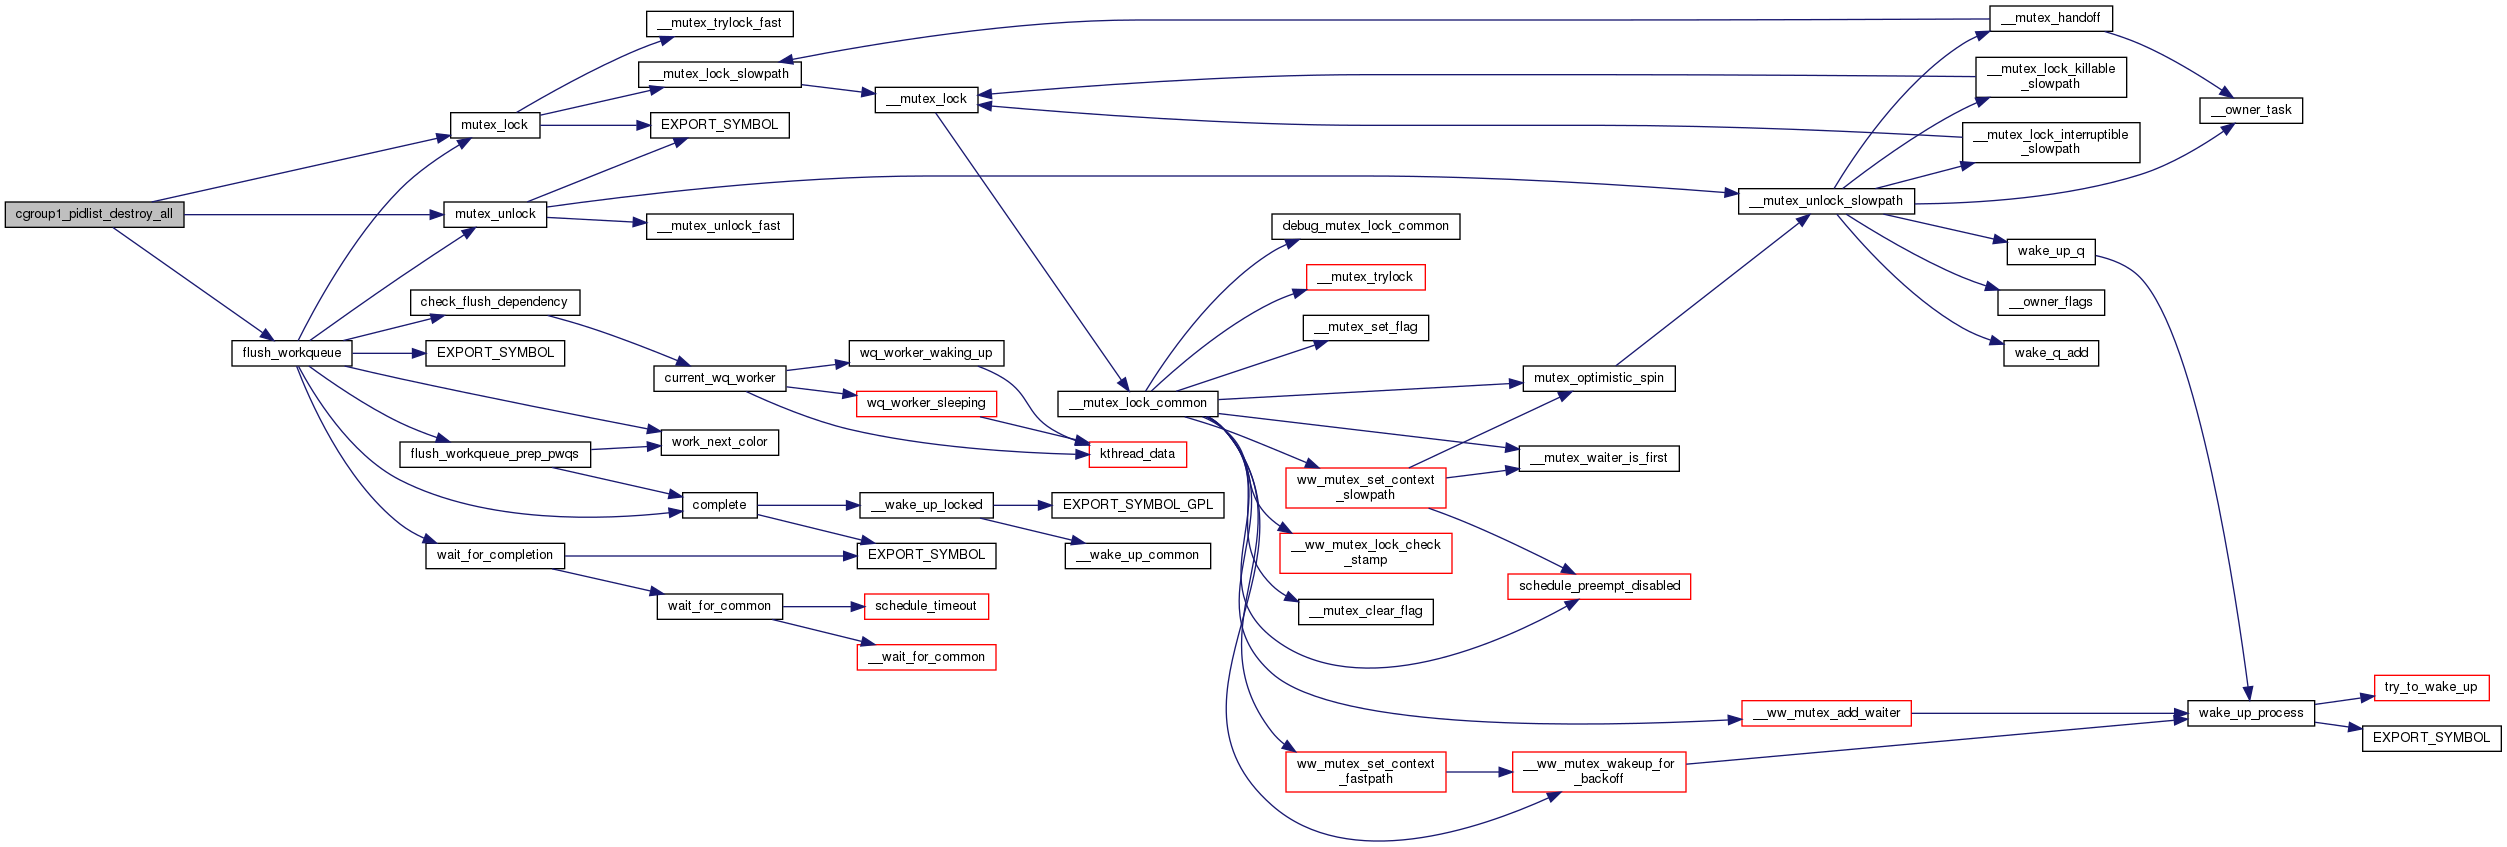 cgroup1_pidlist_destroy_all
mutex_lock
mutex_unlock
flush_workqueue
__mutex_trylock_fast
__mutex_lock_slowpath
EXPORT_SYMBOL
__mutex_unlock_fast
check_flush_dependency
EXPORT_SYMBOL
flush_workqueue_prep_pwqs
wait_for_completion
current_wq_worker
work_next_color
complete
wait_for_common
__mutex_lock
wq_worker_waking_up
wq_worker_sleeping
kthread_data
__wake_up_locked
EXPORT_SYMBOL
schedule_timeout
__wait_for_common
EXPORT_SYMBOL_GPL
__wake_up_common
__mutex_lock_common
debug_mutex_lock_common
__mutex_trylock
__mutex_set_flag
ww_mutex_set_context
_slowpath
__ww_mutex_lock_check
_stamp
__mutex_clear_flag
ww_mutex_set_context
_fastpath
mutex_optimistic_spin
__mutex_waiter_is_first
schedule_preempt_disabled
__ww_mutex_add_waiter
__ww_mutex_wakeup_for
_backoff
__mutex_unlock_slowpath
__mutex_handoff
__mutex_lock_killable
_slowpath
__mutex_lock_interruptible
_slowpath
wake_up_q
__owner_flags
wake_q_add
__owner_task
wake_up_process
try_to_wake_up
EXPORT_SYMBOL